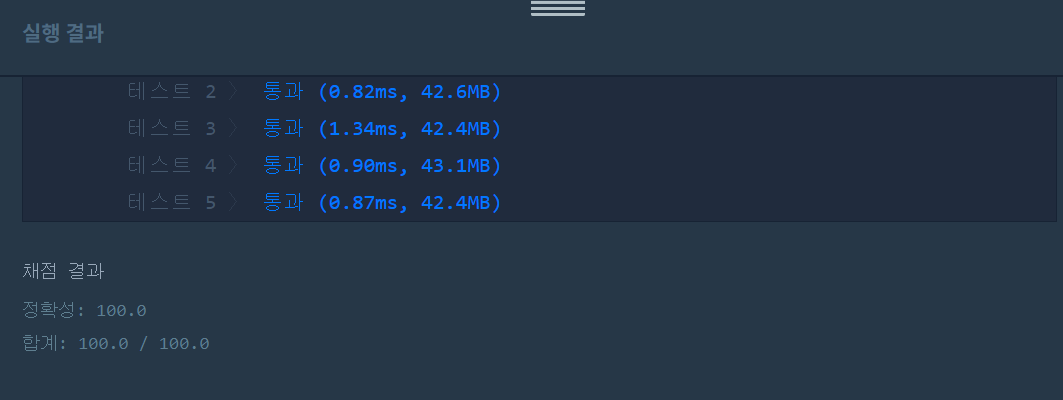 실행 결과
테스트 2 〉 통과 (0.82ms, 42.6MB)
테스트 3 〉 통과 (1.34ms, 42.4MB)
테스트 4 〉 통과 (0.90ms, 43.1MB)
테스트 5 〉 통과 (0.87ms, 42.4MB)
채점 결과
정확성: 100.0
합계: 100.0 / 100.0